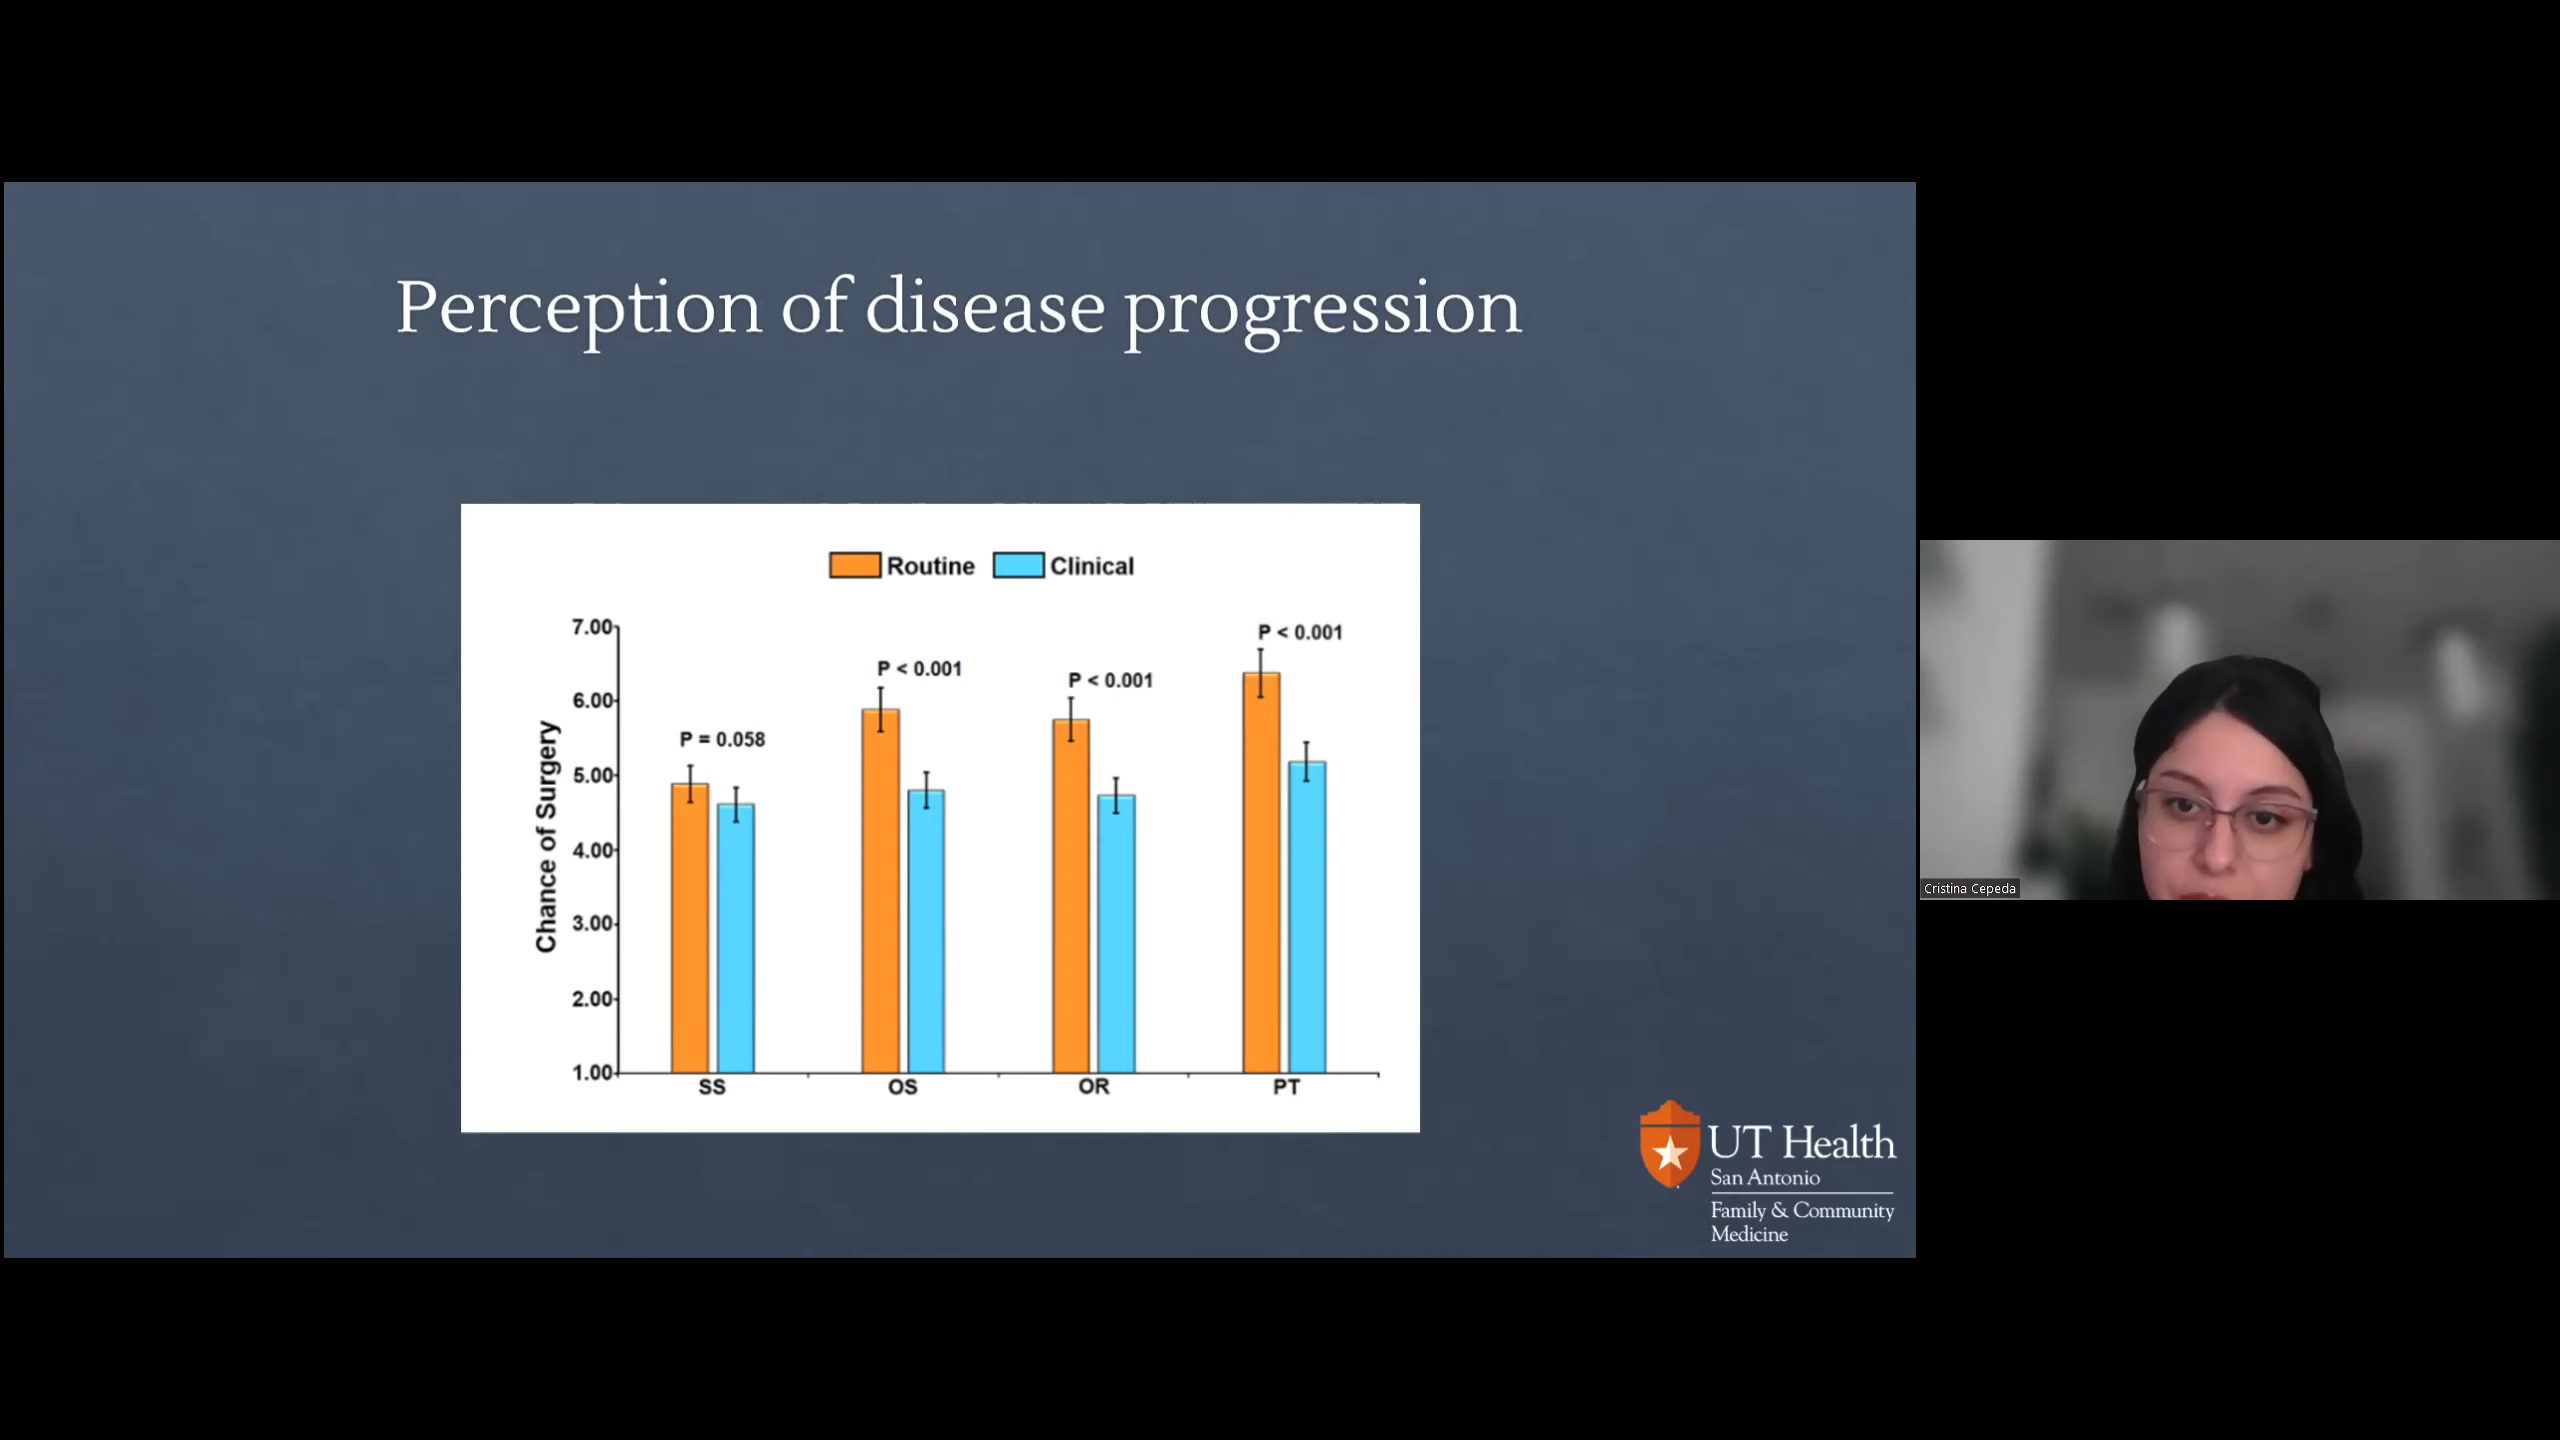 Perception of disease progression
Routine Clinical
Chance of Surgery
7.00
6.00
5.00
4.00
3.00
2.00
1.00
P = 0.058
P < 0.001
P < 0.001
P < 0.001
SS OS OR PT
UT Health
San Antonio
Family & Community
Medicine
Cristina Cepeda